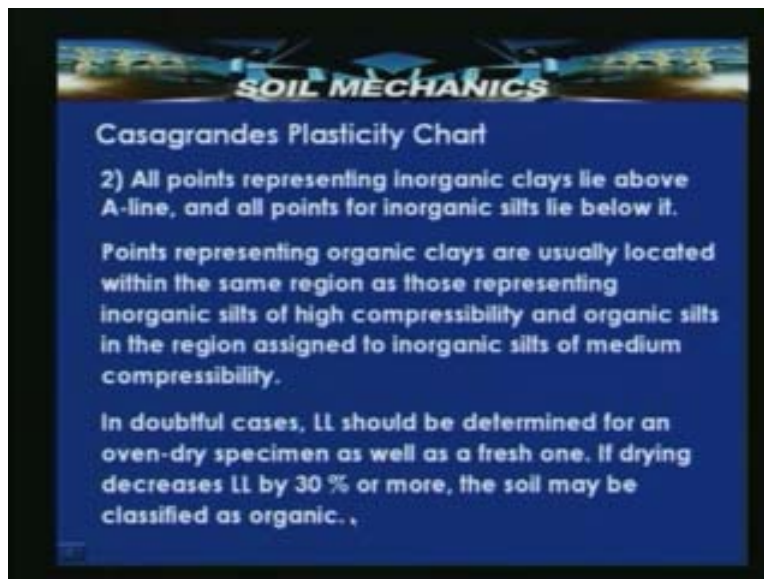 SOIL MECHANICS
Casagrandes Plasticity Chart
2) All points representing inorganic clays lie above
A-line, and all points for inorganic silts lie below it.
Points representing organic clays are usually located
within the same region as those representing
inorganic silts of high compressibility and organic silts
in the region assigned to inorganic silts of medium
compressibility.
In doubtful cases, LL should be determined for an
oven-dry specimen as well as a fresh one. If drying
decreases LL by 30 % or more, the soil may be
classified as organic.